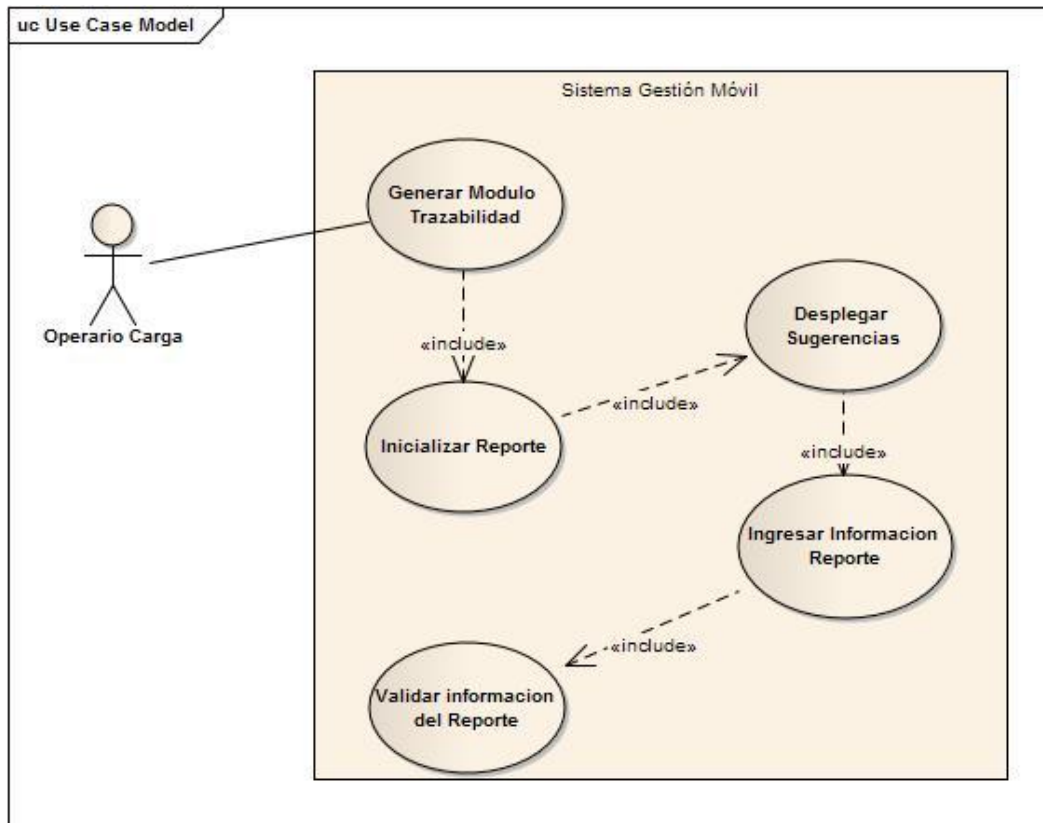 uc Use Case Model
Sistema Gestión Móvil
Generar Modulo
Trazabilidad
Operario Carga
«include»
Desplegar
Sugerencias
«include»
Inicializar Reporte
«include»
Ingresar Informacion
Reporte
«include»
Validar informacion
del Reporte